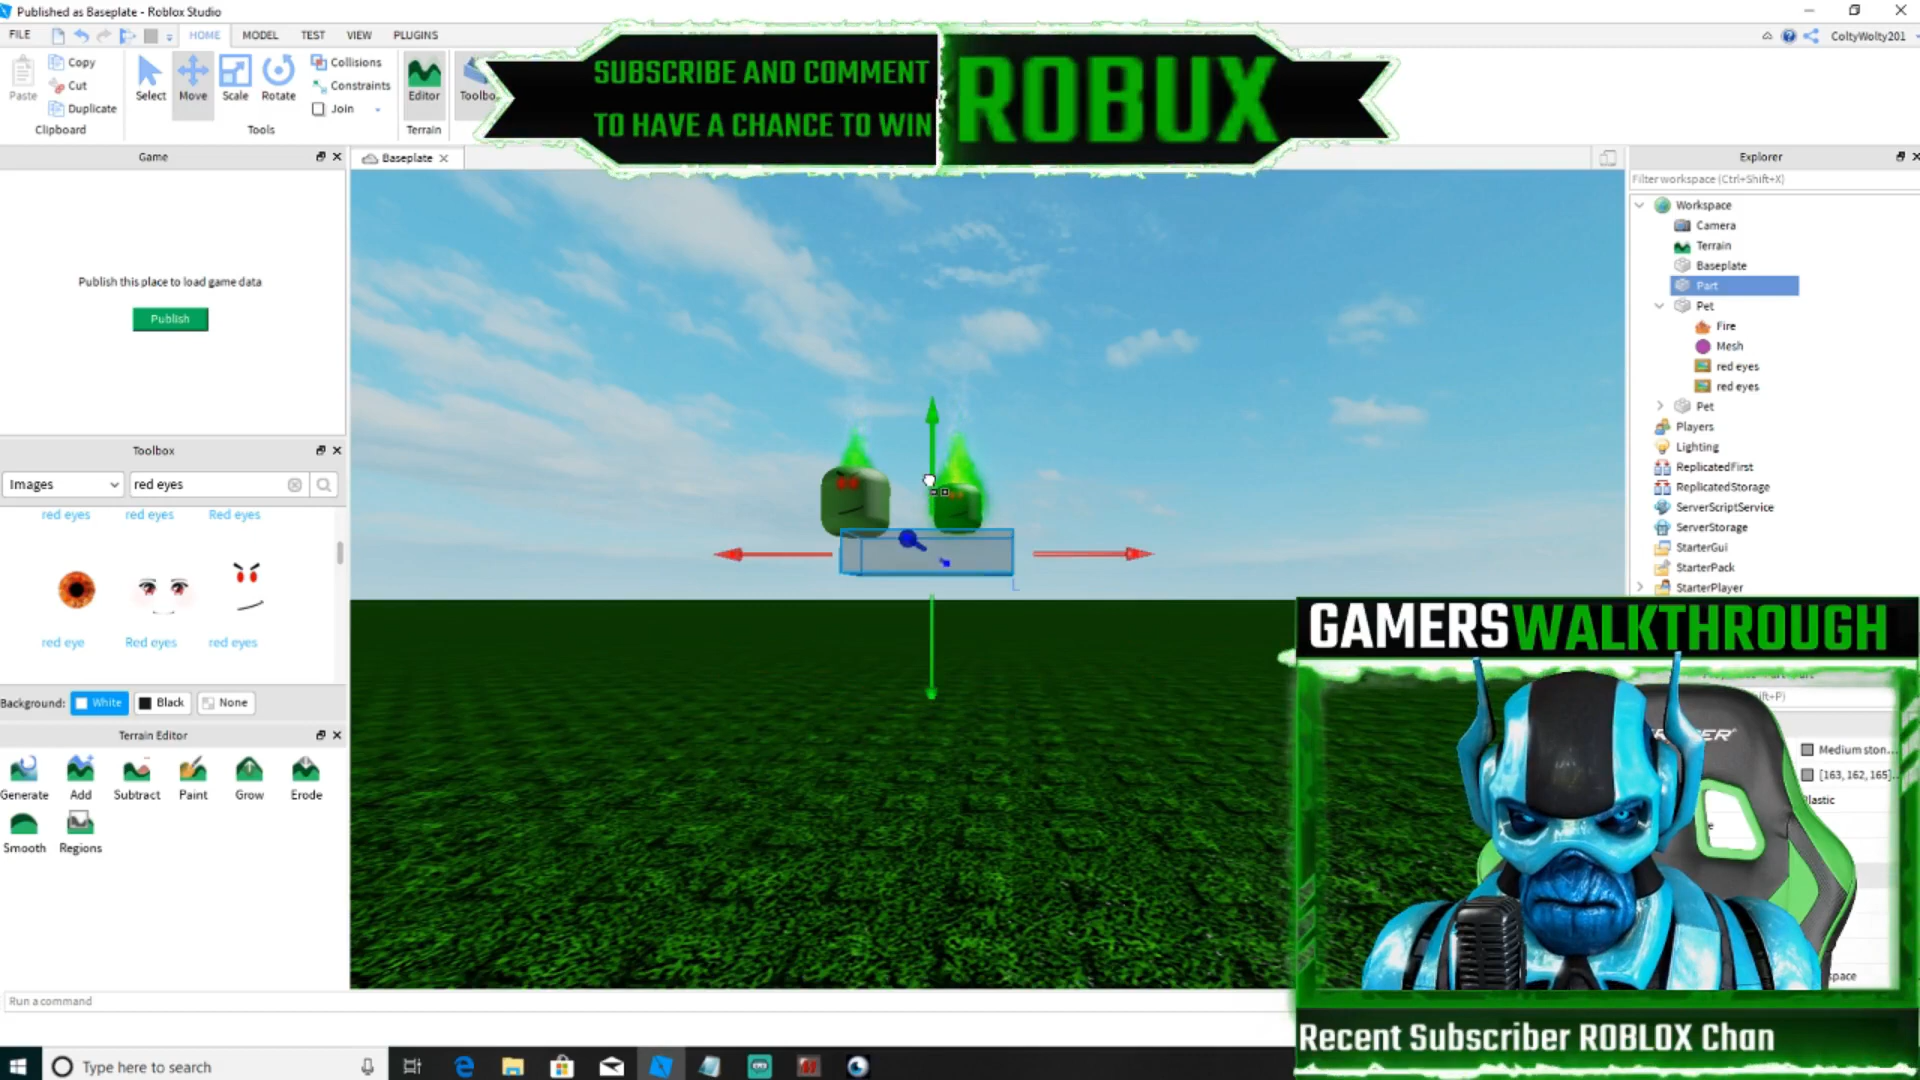 Published as Baseplate - Roblox Studio
FILE HOME MODEL TEST VIEW PLUGINS ColtyWolty201
Paste Copy Cut Duplicate Clipboard
Select Move Scale Rotate Collisions Constraints Join Tools
Editor Terrain Toolbo
SUBSCRIBE AND COMMENT
TO HAVE A CHANCE TO WIN
ROBUX
Game
Publish this place to load game data
Publish
Toolbox
Images red eyes
red eyes red eyes Red eyes
red eye Red eyes red eyes
Background: White Black None
Terrain Editor
Generate Add Subtract Paint Grow Erode
Smooth Regions
Run a command
Baseplate
Explorer
Filter workspace (Ctrl+Shift+X)
Workspace
Camera
Terrain
Baseplate
Part
Pet
Fire
Mesh
red eyes
red eyes
Pet
Players
Lighting
ReplicatedFirst
ReplicatedStorage
ServerScriptService
ServerStorage
StarterGui
StarterPack
StarterPlayer
GAMERSWALKTHROUGH
ift+P)
Medium ston...
[163, 162, 165]...
Plastic
space
Recent Subscriber ROBLOX Chan
Type here to search